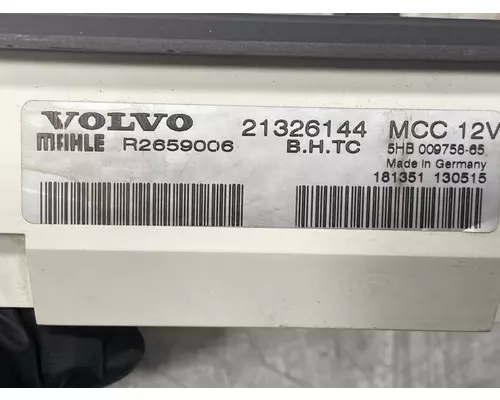 VOLVO 21326144 MCC 12V
MAHLE R2659006 B.H.TC 5HB 009756-65
Made in Germany
181351 130515